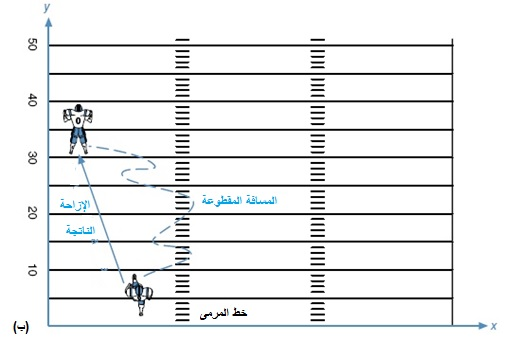 y
50
40
30
20
10
المسافة المقطوعة
الإزاحة
الناتجة
0
خط المرمى
x
(ب)